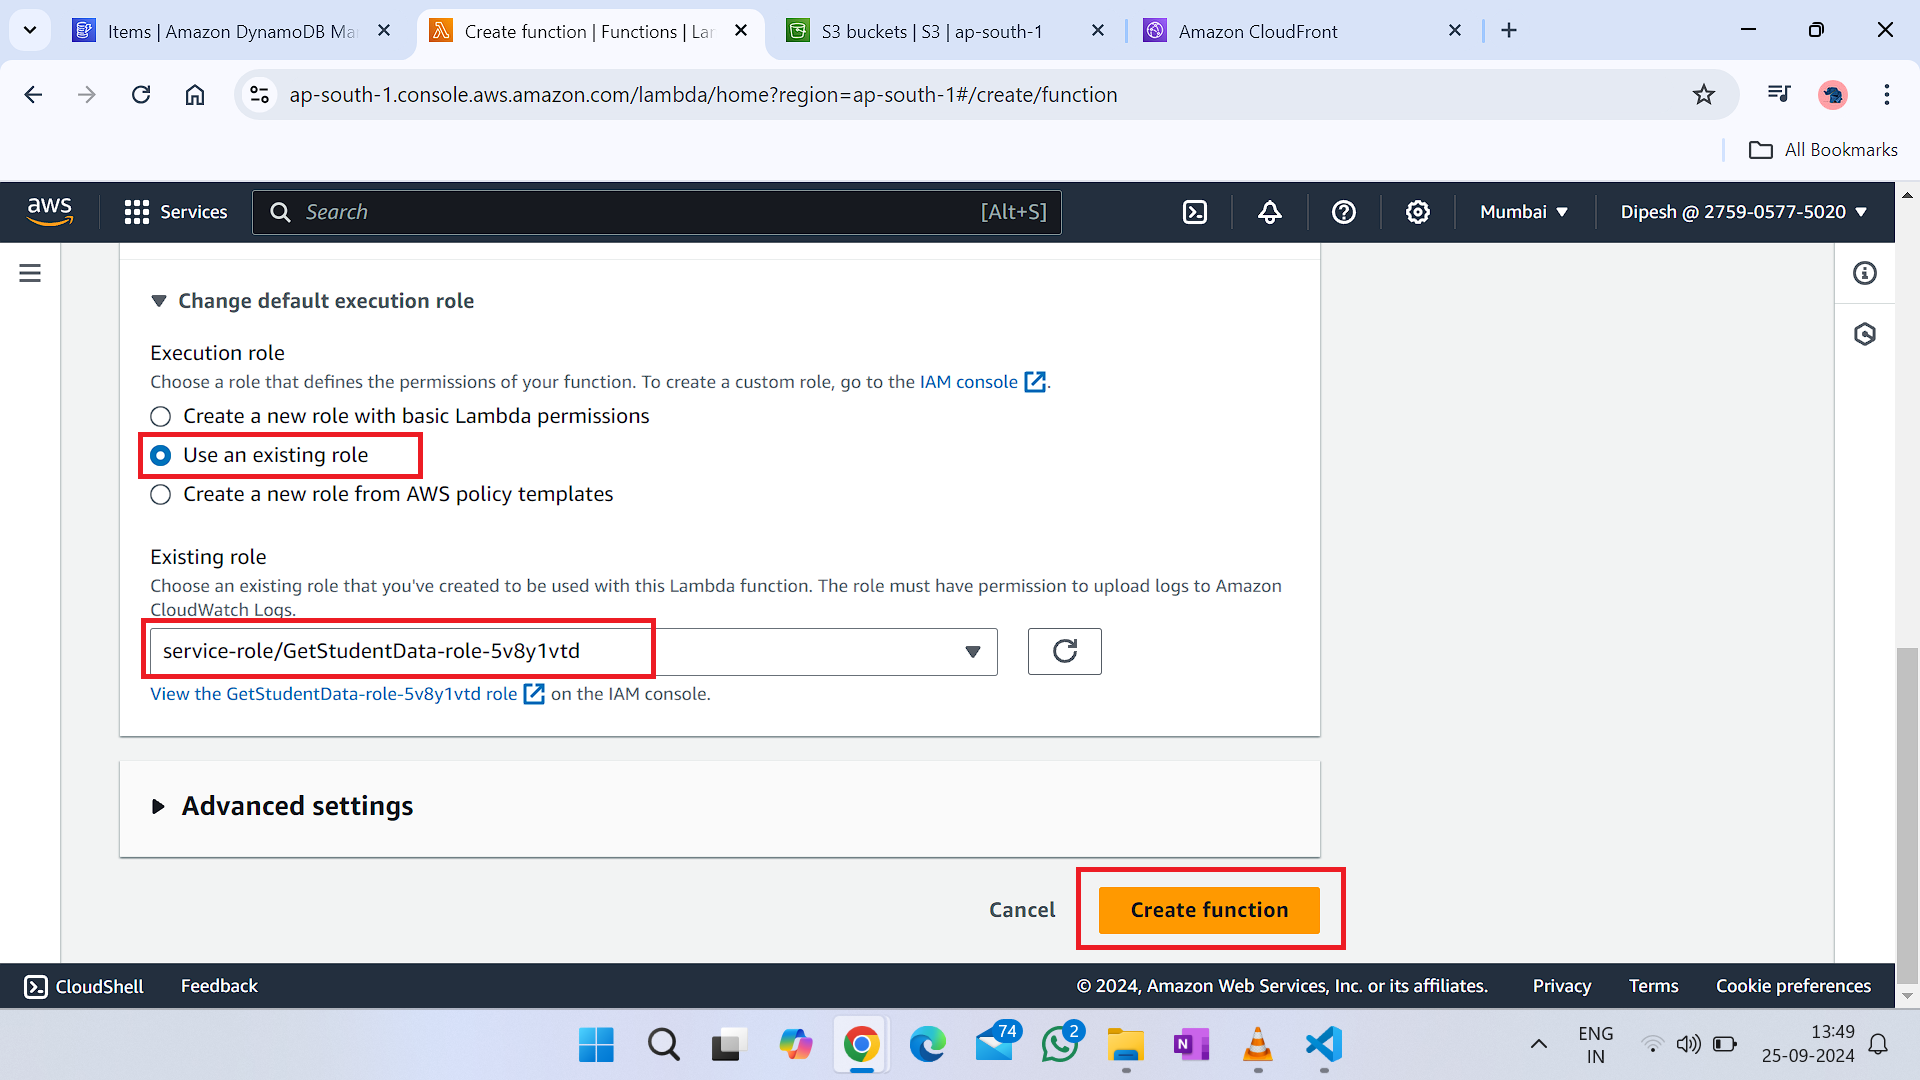 Items | Amazon DynamoDB Ma
Create function | Functions | La
S3 buckets | S3 | ap-south-1
Amazon CloudFront
ap-south-1.console.aws.amazon.com/lambda/home?region=ap-south-1#/create/function
All Bookmarks
aws
Services
Search
[Alt+S]
Mumbai
Dipesh @ 2759-0577-5020
Change default execution role
Execution role
Choose a role that defines the permissions of your function. To create a custom role, go to the IAM console .
Create a new role with basic Lambda permissions
Use an existing role
Create a new role from AWS policy templates
Existing role
Choose an existing role that you've created to be used with this Lambda function. The role must have permission to upload logs to Amazon
CloudWatch Logs.
service-role/GetStudentData-role-5v8y1vtd
View the GetStudentData-role-5v8y1vtd role on the IAM console.
Advanced settings
Cancel
Create function
CloudShell
Feedback
© 2024, Amazon Web Services, Inc. or its affiliates.
Privacy
Terms
Cookie preferences
74
2
N
ENG
IN
13:49
25-09-2024